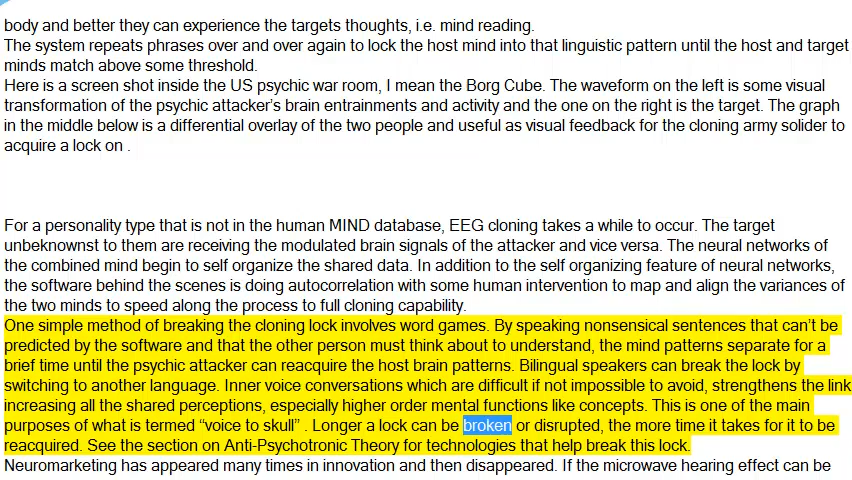 body and better they can experience the targets thoughts, i.e. mind reading.
The system repeats phrases over and over again to lock the host mind into that linguistic pattern until the host and target
minds match above some threshold.
Here is a screen shot inside the US psychic war room, I mean the Borg Cube. The waveform on the left is some visual
transformation of the psychic attacker's brain entrainments and activity and the one on the right is the target. The graph
in the middle below is a differential overlay of the two people and useful as visual feedback for the cloning army solider to
acquire a lock on .
For a personality type that is not in the human MIND database, EEG cloning takes a while to occur. The target
unbeknownst to them are receiving the modulated brain signals of the attacker and vice versa. The neural networks of
the combined mind begin to self organize the shared data. In addition to the self organizing feature of neural networks,
the software behind the scenes is doing autocorrelation with some human intervention to map and align the variances of
the two minds to speed along the process to full cloning capability.
One simple method of breaking the cloning lock involves word games. By speaking nonsensical sentences that can't be
predicted by the software and that the other person must think about to understand, the mind patterns separate for a
brief time until the psychic attacker can reacquire the host brain patterns. Bilingual speakers can break the lock by
switching to another language. Inner voice conversations which are difficult if not impossible to avoid, strengthens the link
increasing all the shared perceptions, especially higher order mental functions like concepts. This is one of the main
purposes of what is termed “voice to skull” . Longer a lock can be broken or disrupted, the more time it takes for it to be
reacquired. See the section on Anti-Psychotronic Theory for technologies that help break this lock.
Neuromarketing has appeared many times in innovation and then disappeared. If the microwave hearing effect can be